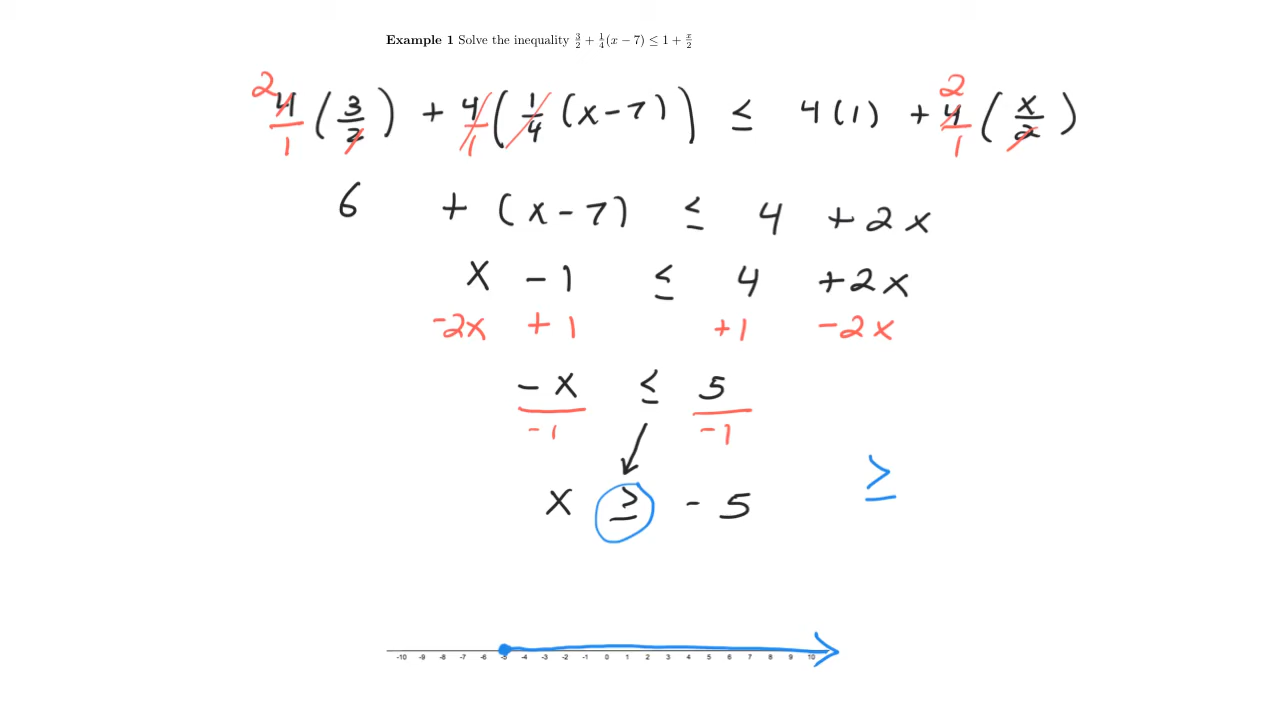 Example 1 Solve the inequality 3/2 + 1/4(x − 7) ≤ 1 + x/2
2 2
4/1 (3/2) + 4/1 (1/4 (x-7)) ≤ 4(1) + 4/1 (x/2)
6 + (x-7) ≤ 4 + 2x
x - 1 ≤ 4 + 2x
-2x + 1 +1 - 2x
- x ≤ 5
-1 -1
≥
x ≥ - 5
-10 -9 -8 -7 -6 -5 -4 -3 -2 -1 0 1 2 3 4 5 6 7 8 9 10